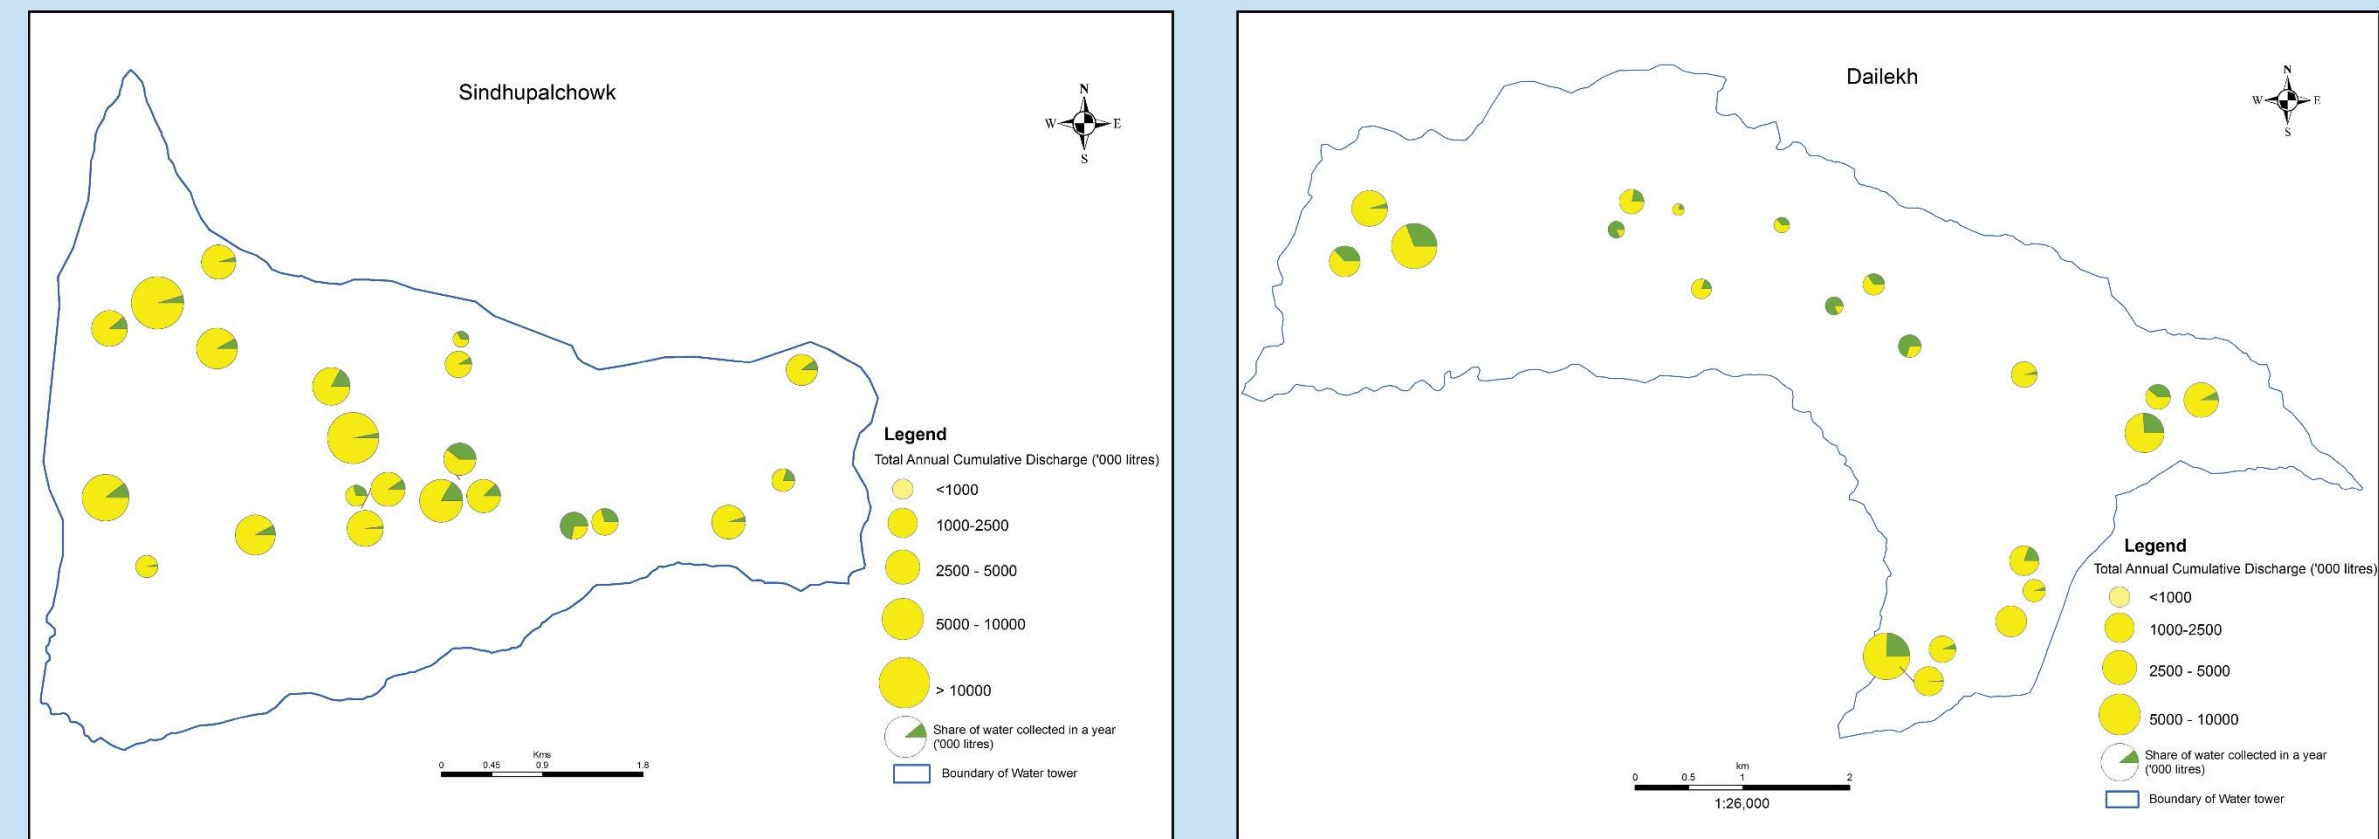 Sindhupalchowk
N
W E
S
Legend
Total Annual Cumulative Discharge ('000 litres)
<1000
1000-2500
2500 - 5000
5000 - 10000
> 10000
Share of water collected in a year
('000 litres)
Boundary of Water tower
Kms
0 0.45 0.9 1.8
Dailekh
N
W E
S
Legend
Total Annual Cumulative Discharge ('000 litres)
<1000
1000-2500
2500 - 5000
5000 - 10000
Share of water collected in a year
('000 litres)
Boundary of Water tower
km
0 0.5 1 2
1:26,000